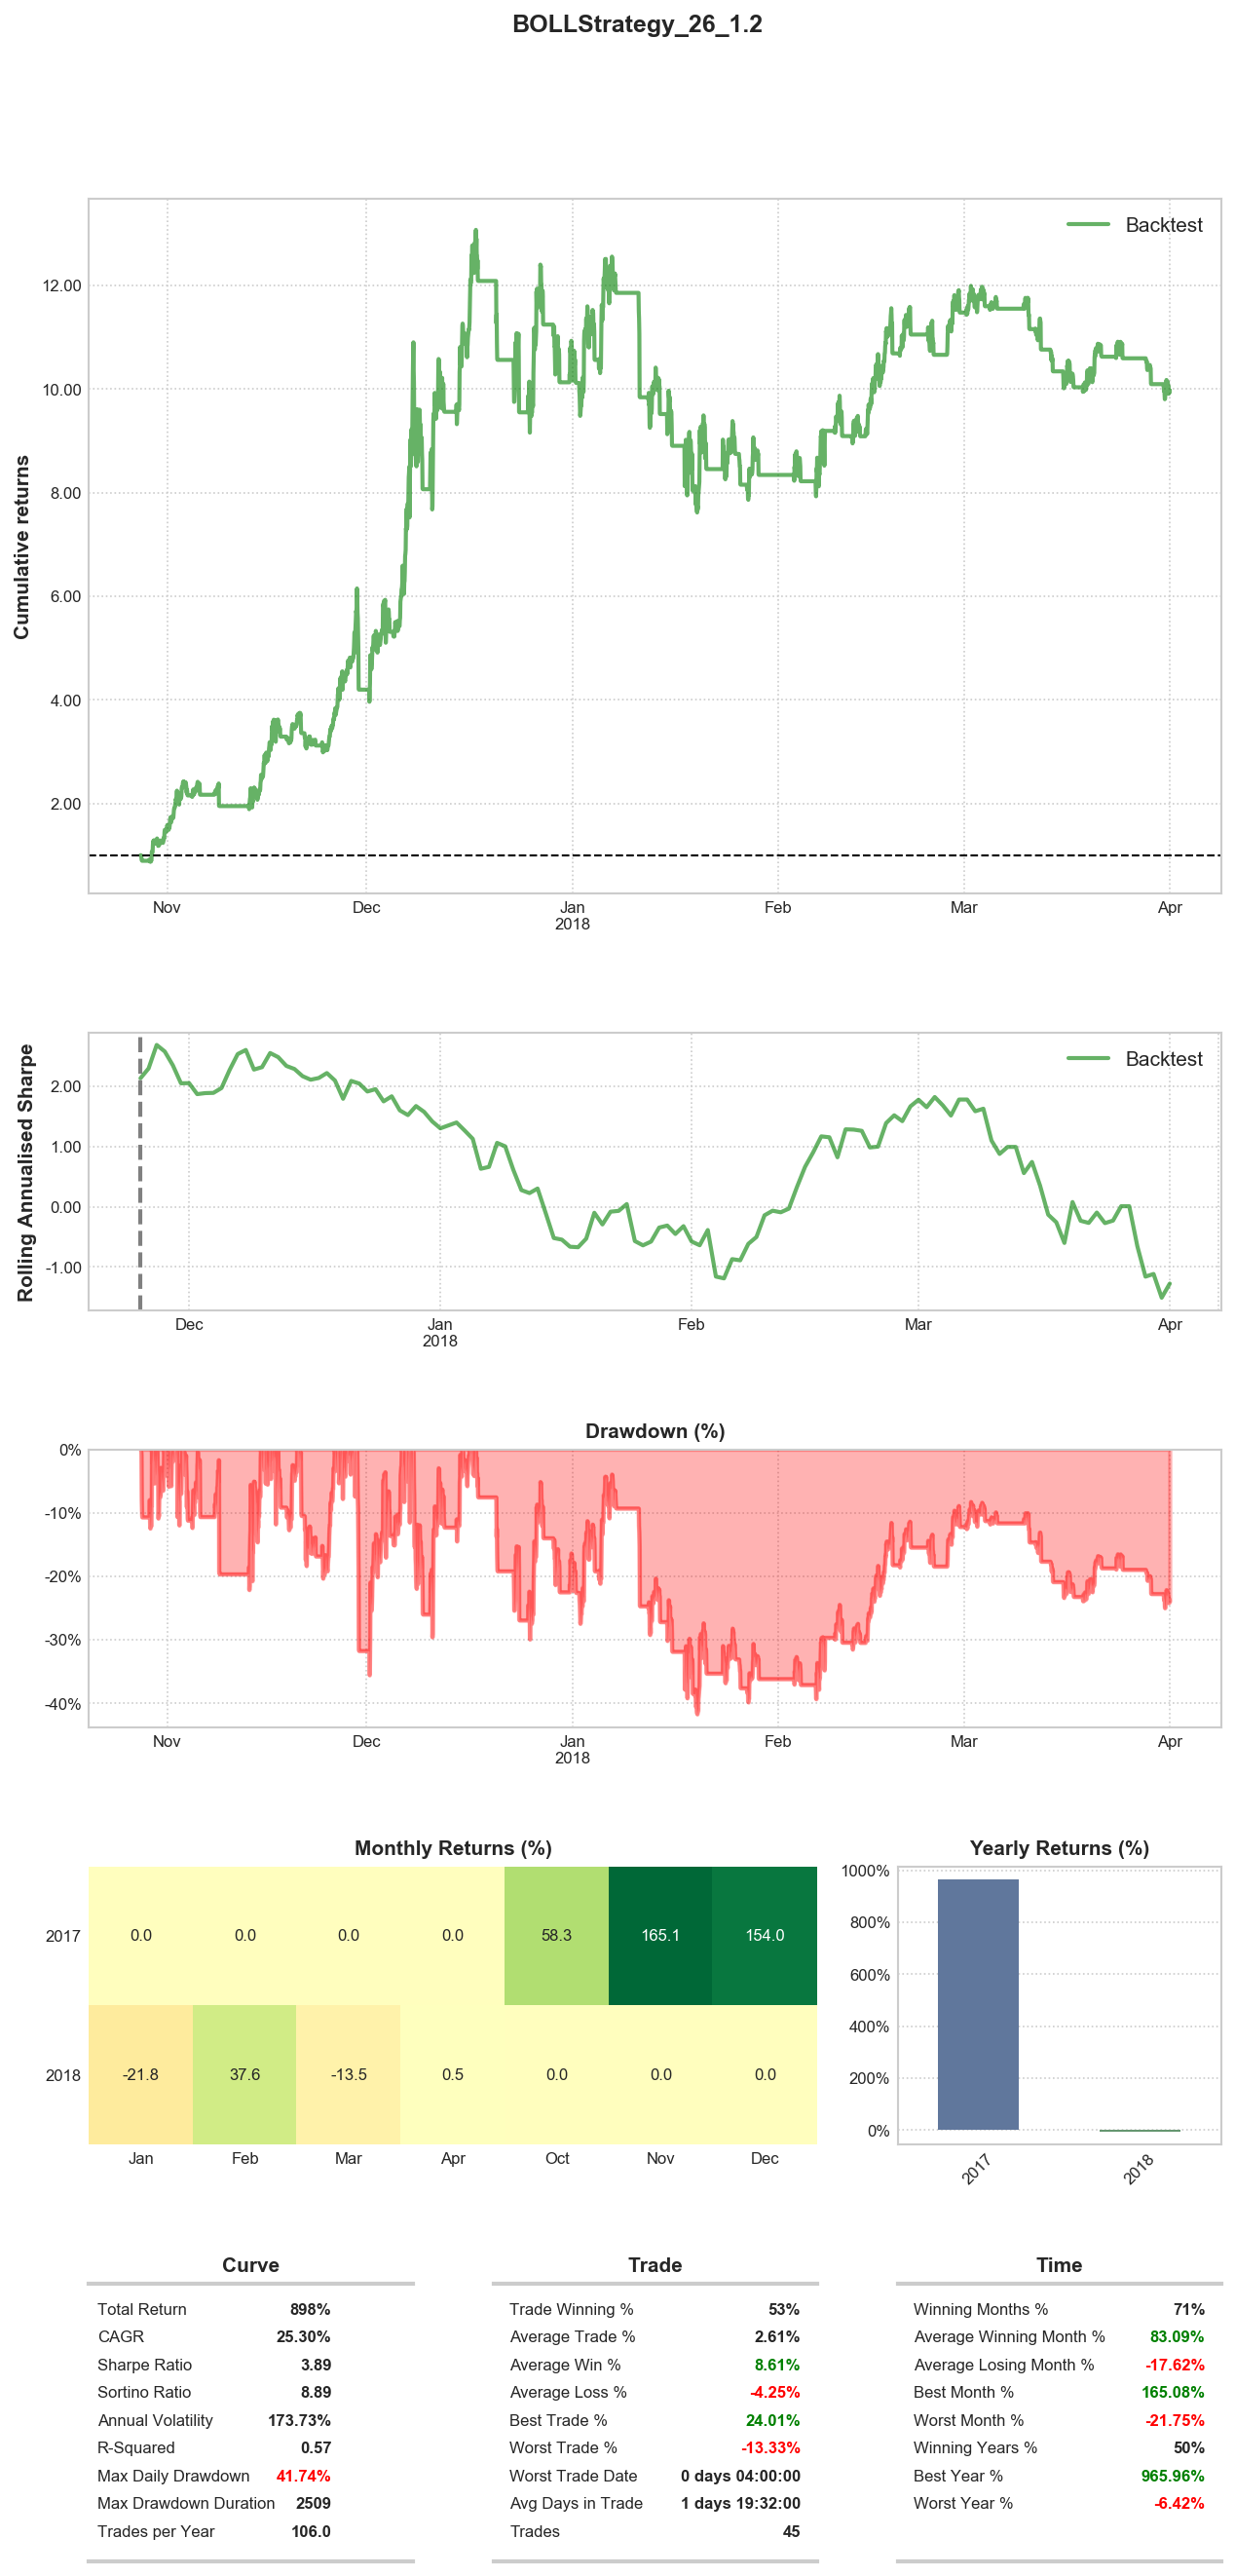 BOLLStrategy_26_1.2
Cumulative returns
Backtest
12.00
10.00
8.00
6.00
4.00
2.00
Nov Dec Jan Feb Mar Apr
2018
Rolling Annualised Sharpe
Backtest
2.00
1.00
0.00
-1.00
Dec Jan Feb Mar Apr
2018
Drawdown (%)
0%
-10%
-20%
-30%
-40%
Nov Dec Jan Feb Mar Apr
2018
Monthly Returns (%)
2017 0.0 0.0 0.0 0.0 58.3 165.1 154.0
2018 -21.8 37.6 -13.5 0.5 0.0 0.0 0.0
Jan Feb Mar Apr Oct Nov Dec
Yearly Returns (%)
1000%
800%
600%
400%
200%
0%
2017 2018
Curve
Total Return 898%
CAGR 25.30%
Sharpe Ratio 3.89
Sortino Ratio 8.89
Annual Volatility 173.73%
R-Squared 0.57
Max Daily Drawdown 41.74%
Max Drawdown Duration 2509
Trades per Year 106.0
Trade
Trade Winning % 53%
Average Trade % 2.61%
Average Win % 8.61%
Average Loss % -4.25%
Best Trade % 24.01%
Worst Trade % -13.33%
Worst Trade Date 0 days 04:00:00
Avg Days in Trade 1 days 19:32:00
Trades 45
Time
Winning Months % 71%
Average Winning Month % 83.09%
Average Losing Month % -17.62%
Best Month % 165.08%
Worst Month % -21.75%
Winning Years % 50%
Best Year % 965.96%
Worst Year % -6.42%